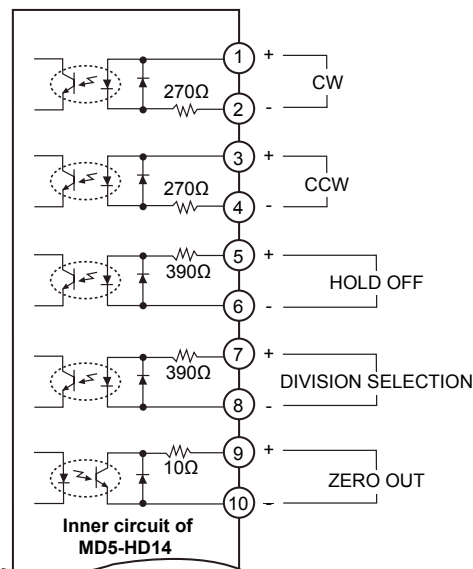 1 + CW
270Ω
2 -
3 + CCW
270Ω
4 -
5 +
390Ω HOLD OFF
6 -
7 +
390Ω DIVISION SELECTION
8 -
9 +
10Ω ZERO OUT
10 -
Inner circuit of
MD5-HD14